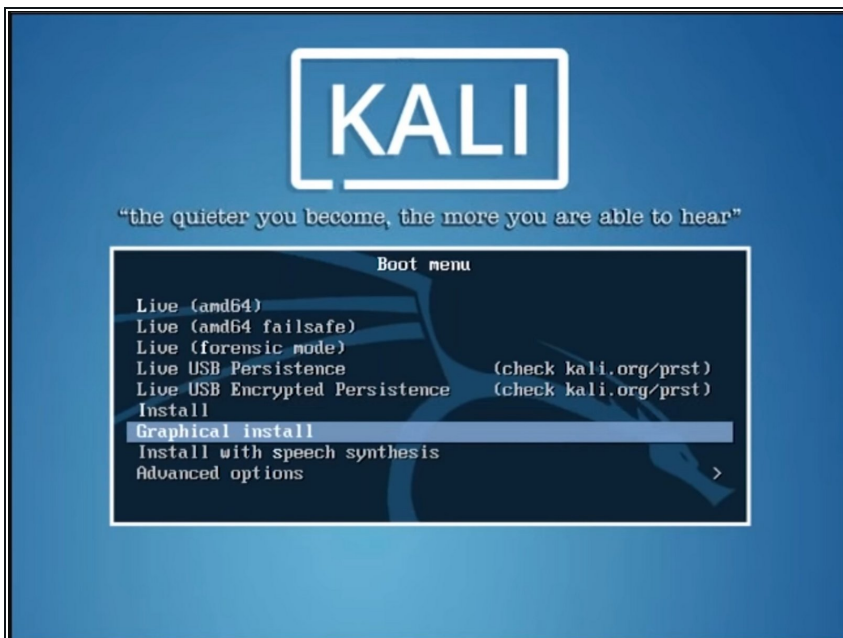 KALI
“the quieter you become, the more you are able to hear”
Boot menu
Live (amd64)
Live (amd64 failsafe)
Live (forensic mode)
Live USB Persistence (check kali.org/prst)
Live USB Encrypted Persistence (check kali.org/prst)
Install
Graphical install
Install with speech synthesis
Advanced options >